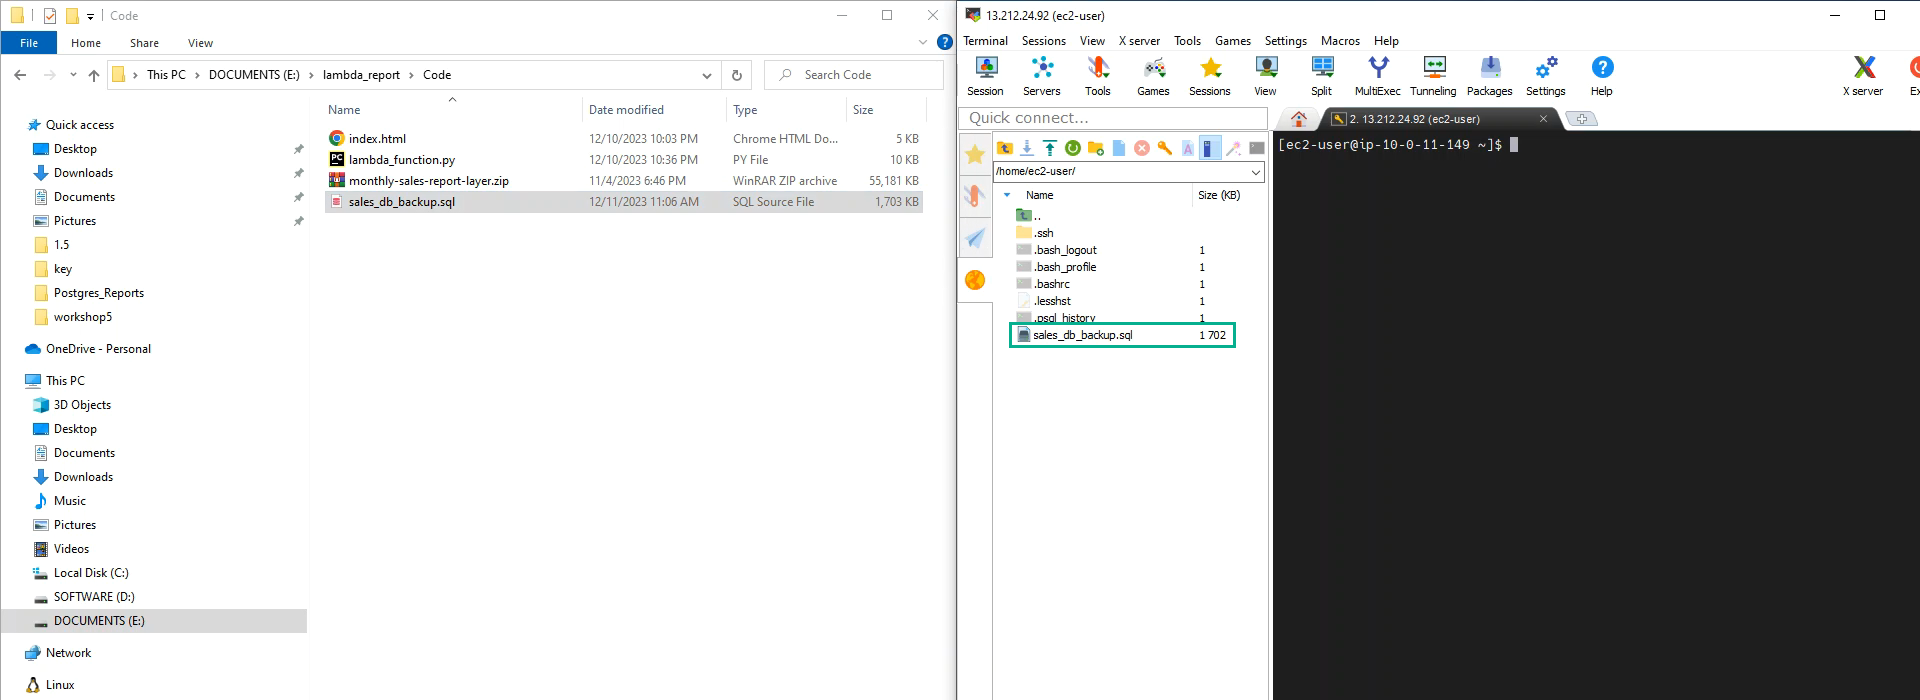 Code
File Home Share View
This PC > DOCUMENTS (E:) > lambda_report > Code
Search Code
Name Date modified Type Size
index.html 12/10/2023 10:03 PM Chrome HTML Do... 5 KB
lambda_function.py 12/10/2023 10:36 PM PY File 10 KB
monthly-sales-report-layer.zip 11/4/2023 6:46 PM WinRAR ZIP archive 55,181 KB
sales_db_backup.sql 12/11/2023 11:06 AM SQL Source File 1,703 KB
Quick access
Desktop
Downloads
Documents
Pictures
1.5
key
Postgres_Reports
workshop5
OneDrive - Personal
This PC
3D Objects
Desktop
Documents
Downloads
Music
Pictures
Videos
Local Disk (C:)
SOFTWARE (D:)
DOCUMENTS (E:)
Network
Linux
13.212.24.92 (ec2-user)
Terminal Sessions View X server Tools Games Settings Macros Help
Session Servers Tools Games Sessions View Split MultiExec Tunneling Packages Settings Help X server Ex
Quick connect...
2. 13.212.24.92 (ec2-user)
/home/ec2-user/
Name Size (KB)
..
.ssh
.bash_logout 1
.bash_profile 1
.bashrc 1
.lesshst 1
.psql_history 1
sales_db_backup.sql 1 702
[ec2-user@ip-10-0-11-149 ~]$